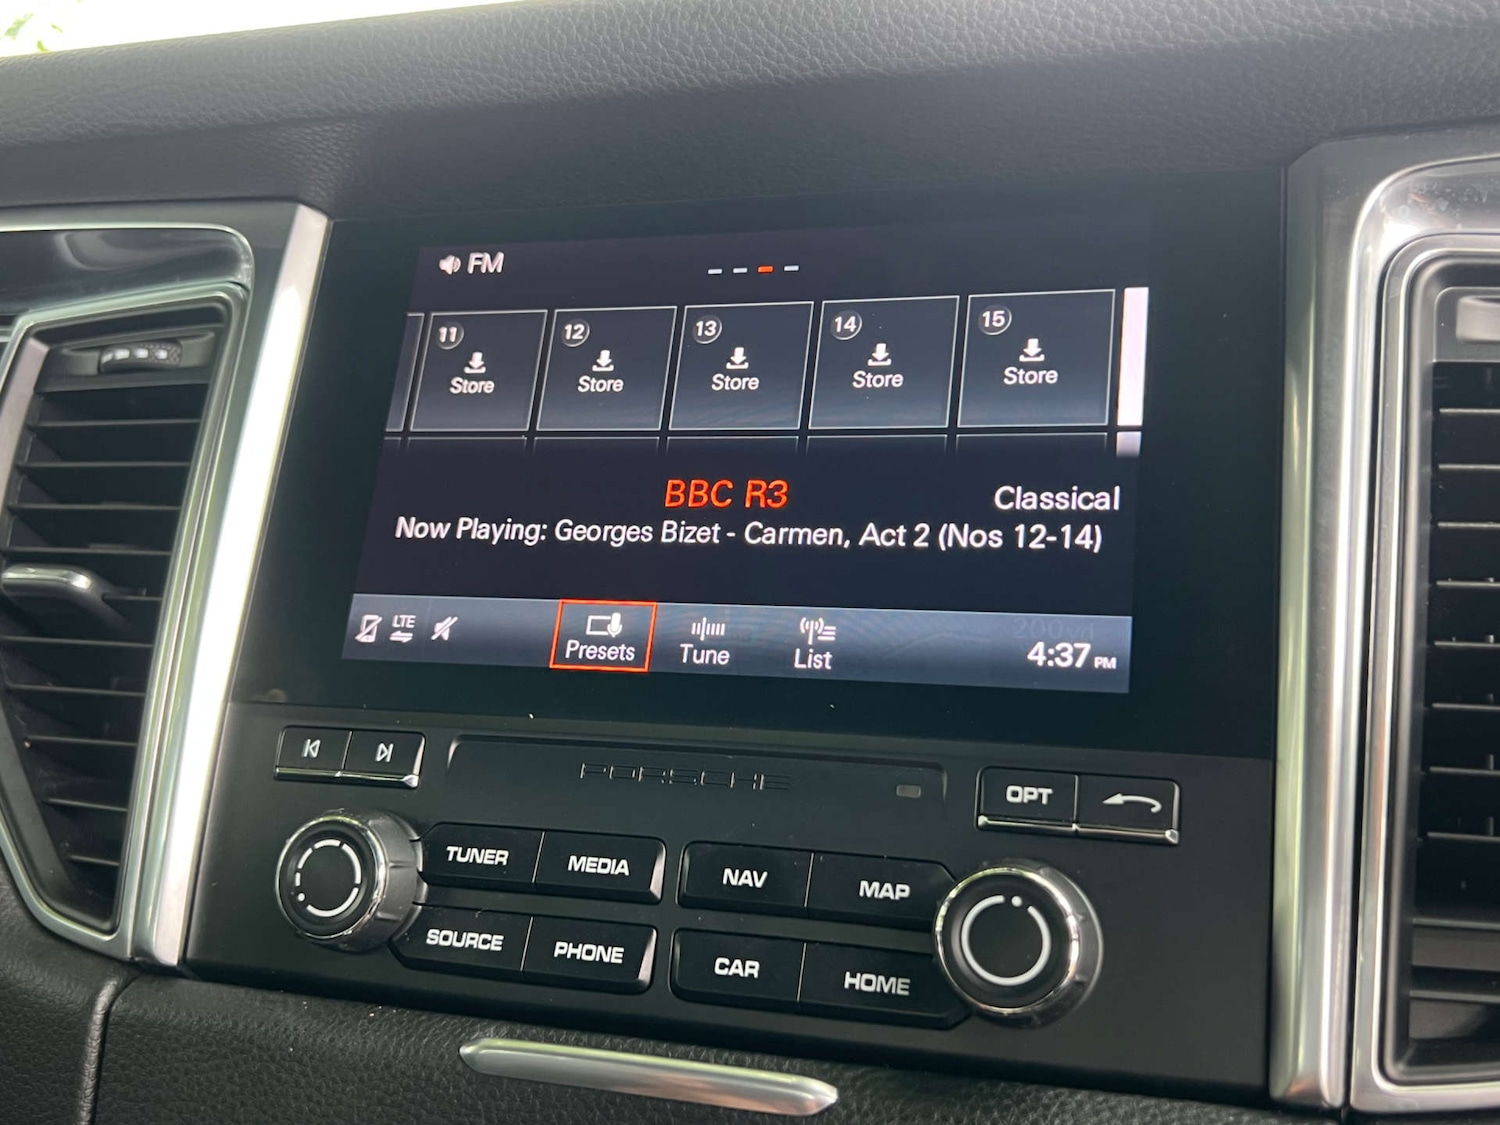 FM
11 12 13 14 15
Store Store Store Store Store
BBC R3 Classical
Now Playing: Georges Bizet - Carmen, Act 2 (Nos 12-14)
LTE
Presets Tune List 4:37 PM
PORSCHE
OPT
TUNER MEDIA NAV MAP
SOURCE PHONE CAR HOME